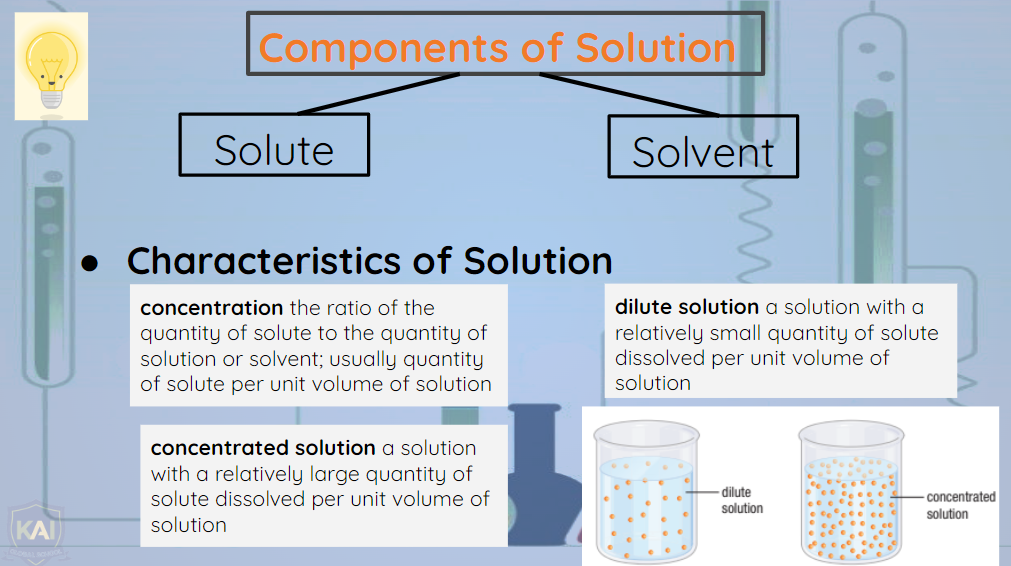 Components of Solution
Solute
Solvent
● Characteristics of Solution
concentration the ratio of the
quantity of solute to the quantity of
solution or solvent; usually quantity
of solute per unit volume of solution
dilute solution a solution with a
relatively small quantity of solute
dissolved per unit volume of
solution
concentrated solution a solution
with a relatively large quantity of
solute dissolved per unit volume of
solution
dilute
solution
concentrated
solution
KAI
GLOBAL SCHOOL